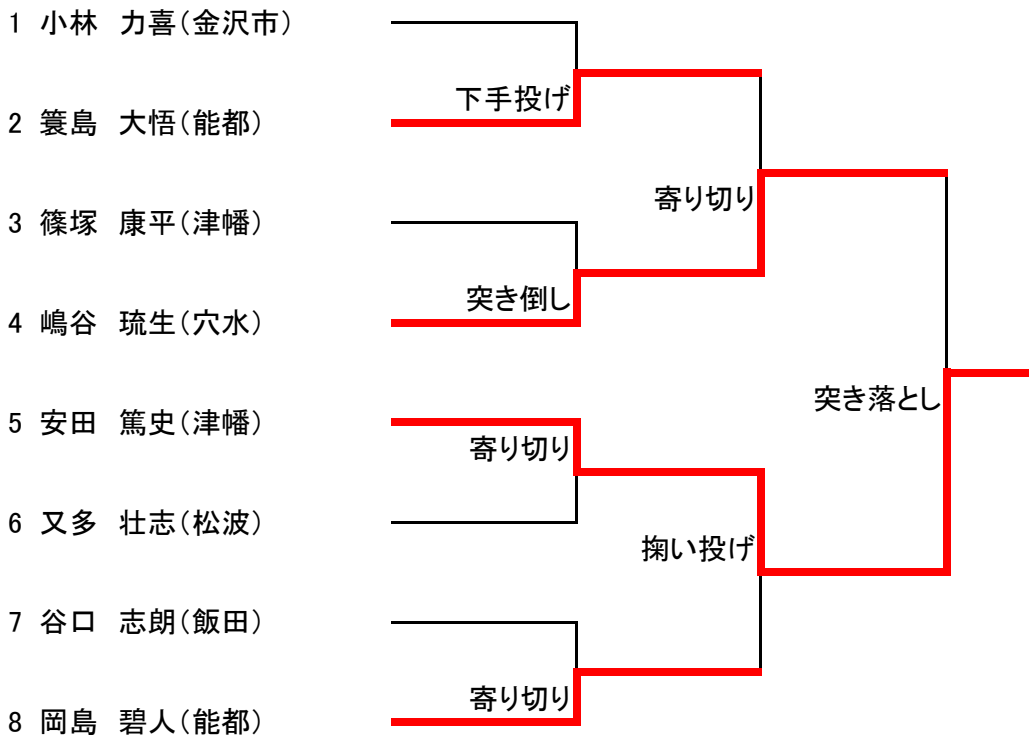 1 小林 力喜(金沢市)
下手投げ
2 簑島 大悟(能都)
寄り切り
3 篠塚 康平(津幡)
突き倒し
4 嶋谷 琉生(穴水)
突き落とし
5 安田 篤史(津幡)
寄り切り
6 又多 壮志(松波)
掬い投げ
7 谷口 志朗(飯田)
寄り切り
8 岡島 碧人(能都)